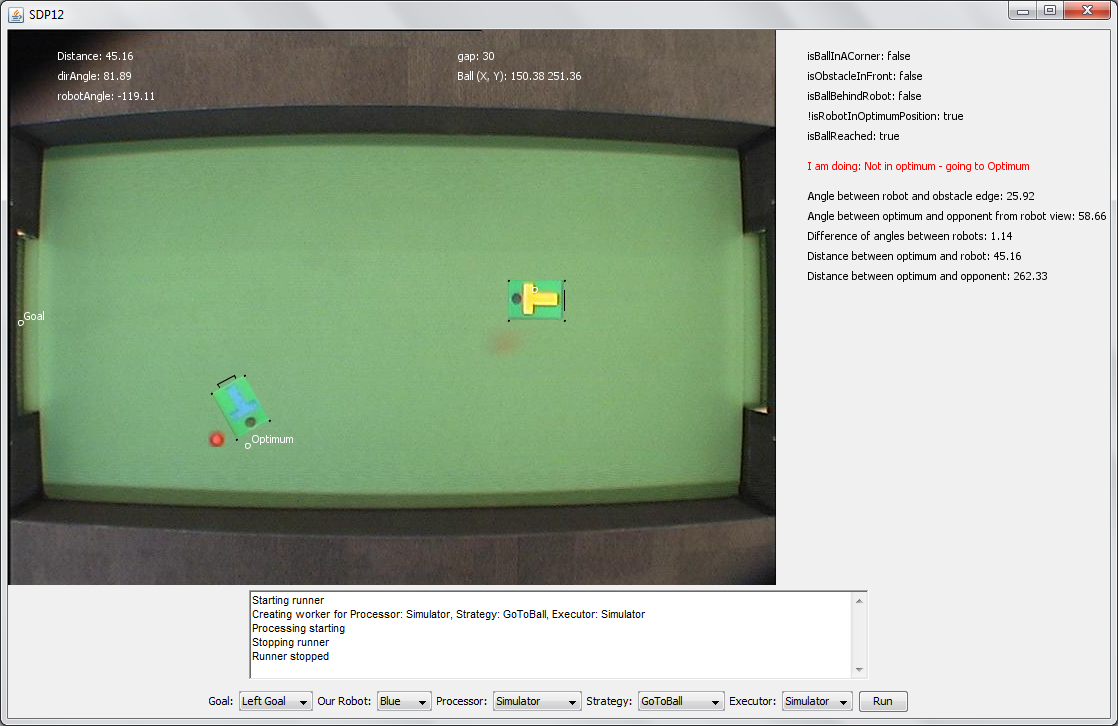 SDP12
Distance: 45.16
dirAngle: 81.89
robotAngle: -119.11
gap: 30
Ball (X, Y): 150.38 251.36
Goal
Optimum
isBallInACorner: false
isObstacleInFront: false
isBallBehindRobot: false
!isRobotInOptimumPosition: true
isBallReached: true
I am doing: Not in optimum - going to Optimum
Angle between robot and obstacle edge: 25.92
Angle between optimum and opponent from robot view: 58.66
Difference of angles between robots: 1.14
Distance between optimum and robot: 45.16
Distance between optimum and opponent: 262.33
Starting runner
Creating worker for Processor: Simulator, Strategy: GoToBall, Executor: Simulator
Processing starting
Stopping runner
Runner stopped
Goal: Left Goal Our Robot: Blue Processor: Simulator Strategy: GoToBall Executor: Simulator Run